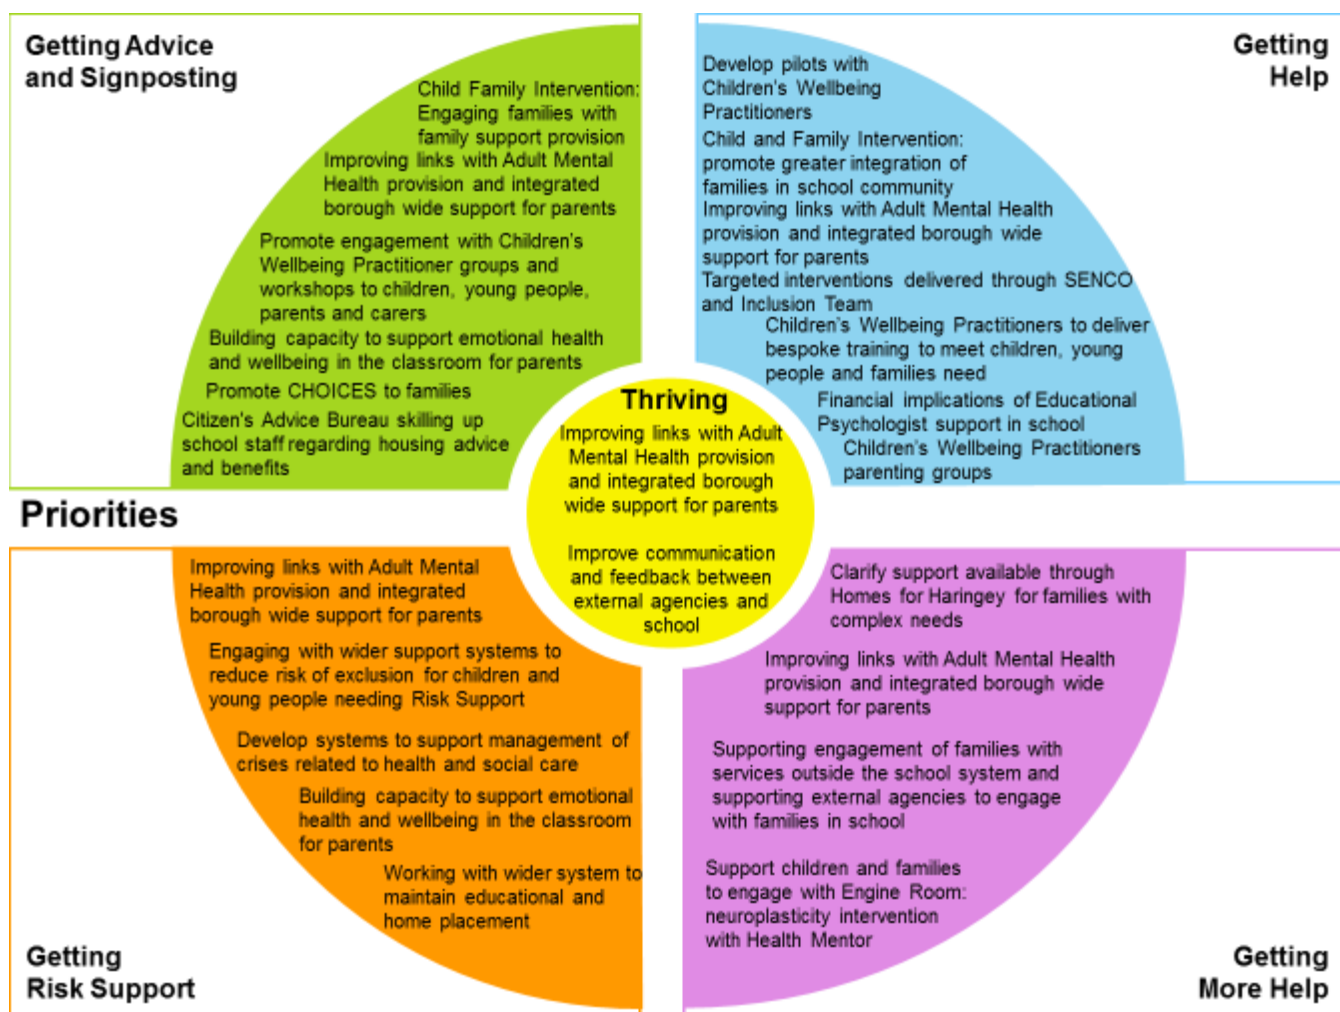 Getting Advice
and Signposting
Child Family Intervention:
Engaging families with
family support provision
Improving links with Adult Mental
Health provision and integrated
borough wide support for parents
Promote engagement with Children's
Wellbeing Practitioner groups and
workshops to children, young people,
parents and carers
Building capacity to support emotional health
and wellbeing in the classroom for parents
Promote CHOICES to families
Citizen's Advice Bureau skilling up
school staff regarding housing advice
and benefits
Getting
Help
Develop pilots with
Children's Wellbeing
Practitioners
Child and Family Intervention:
promote greater integration of
families in school community
Improving links with Adult Mental Health
provision and integrated borough wide
support for parents
Targeted interventions delivered through SENCO
and Inclusion Team
Children's Wellbeing Practitioners to deliver
bespoke training to meet children, young
people and families need
Financial implications of Educational
Psychologist support in school
Children's Wellbeing Practitioners
parenting groups
Thriving
Improving links with Adult
Mental Health provision
and integrated borough
wide support for parents
Improve communication
and feedback between
external agencies and
school
Priorities
Improving links with Adult Mental
Health provision and integrated
borough wide support for parents
Engaging with wider support systems to
reduce risk of exclusion for children and
young people needing Risk Support
Develop systems to support management of
crises related to health and social care
Building capacity to support emotional
health and wellbeing in the classroom
for parents
Working with wider system to
maintain educational and
home placement
Getting
Risk Support
Clarify support available through
Homes for Haringey for families with
complex needs
Improving links with Adult Mental Health
provision and integrated borough wide
support for parents
Supporting engagement of families with
services outside the school system and
supporting external agencies to engage
with families in school
Support children and families
to engage with Engine Room:
neuroplasticity intervention
with Health Mentor
Getting
More Help